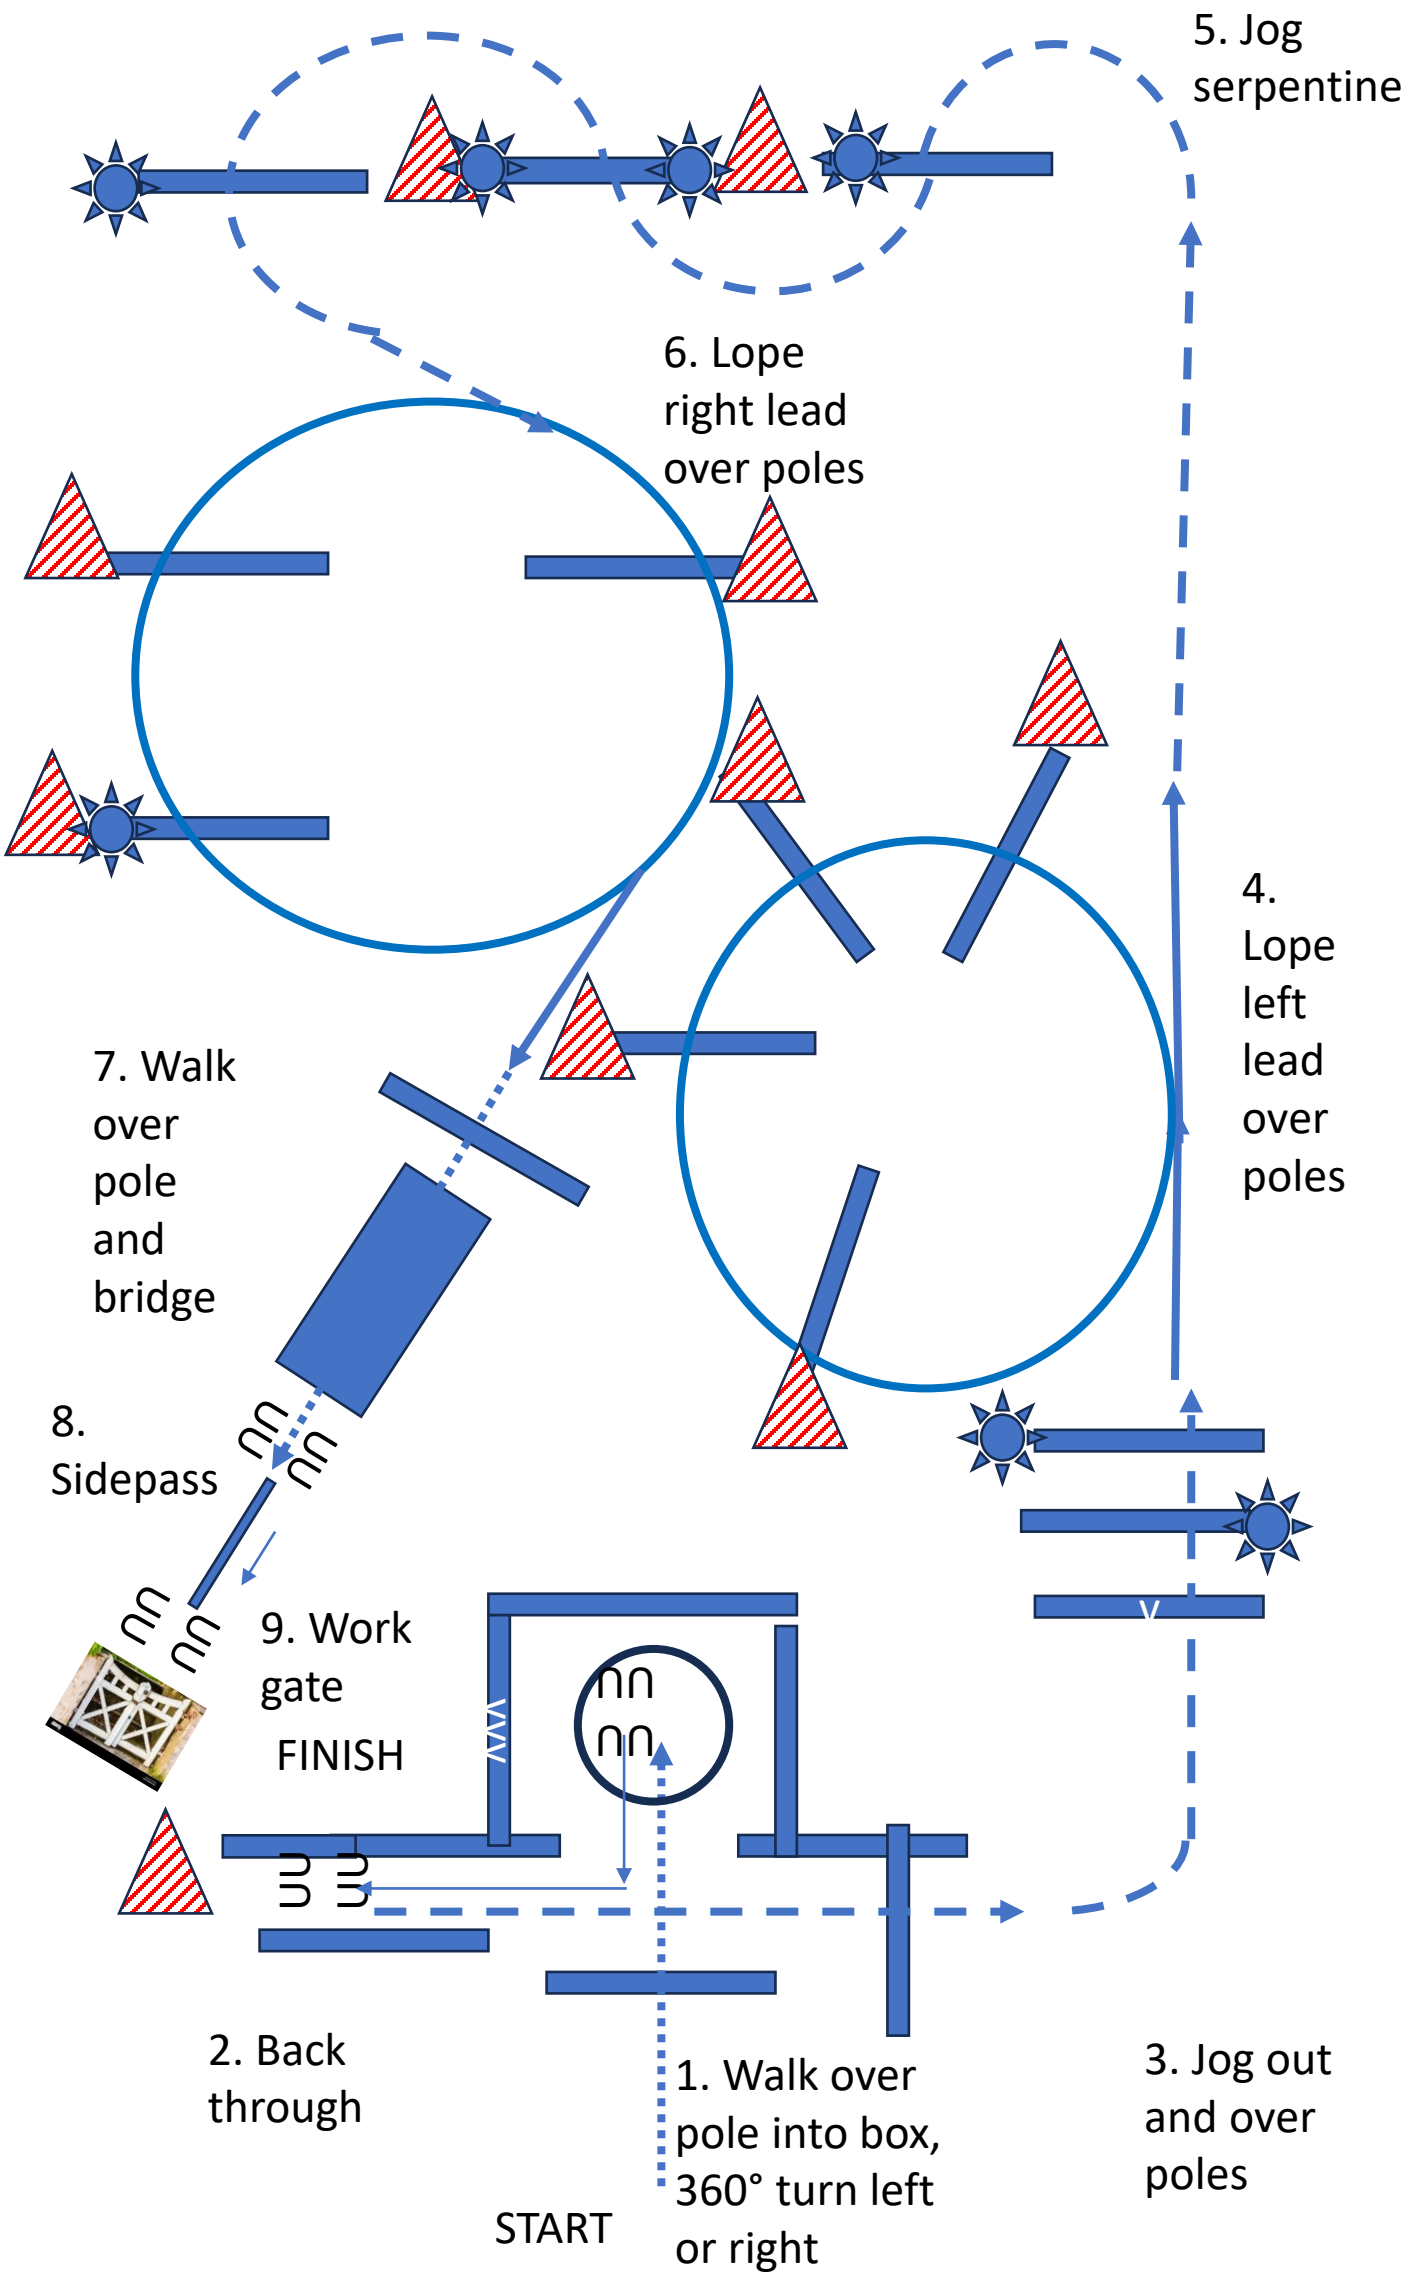 5. Jog
serpentine
6. Lope
right lead
over poles
4.
Lope
left
lead
over
poles
7. Walk
over
pole
and
bridge
8.
Sidepass
9. Work
gate
FINISH
2. Back
through
1. Walk over
pole into box,
360° turn left
or right
3. Jog out
and over
poles
START